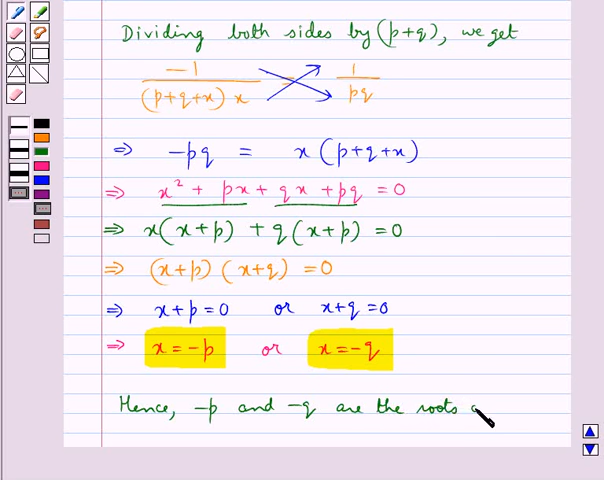 Dividing both sides by (p+q), we get
-1/((p+q+x) x) = 1/(pq)
⇒ -pq = x(p+q+x)
⇒ x² + px + qx + pq = 0
⇒ x(x+p) + q(x+p) = 0
⇒ (x+p) (x+q) = 0
⇒ x+p=0 or x+q=0
⇒ x=-p or x=-q
Hence, -p and -q are the roots